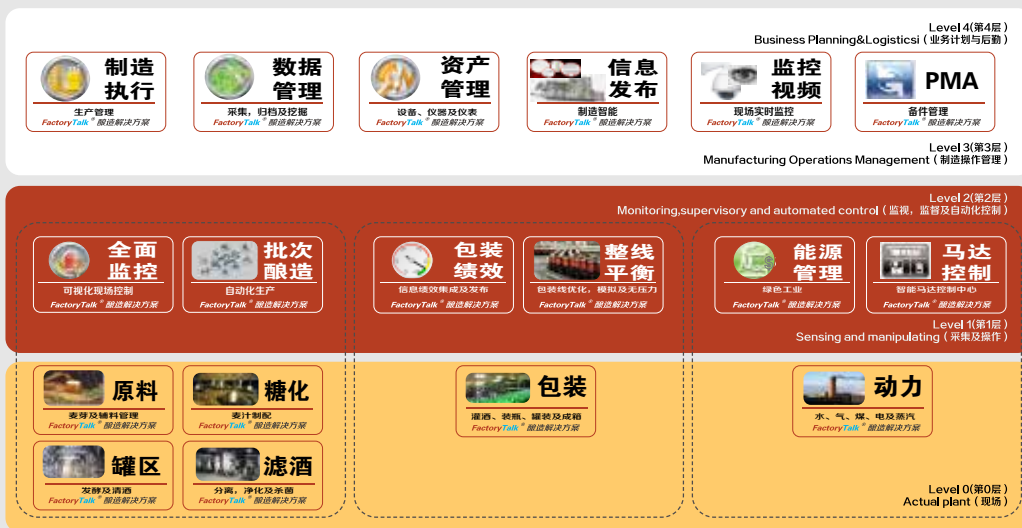 Level 4(第4层)
Business Planning&Logisticsi（业务计划与后勤）
制造
执行
生产管理
FactoryTalk® 酿造解决方案
数据
管理
采集，归档及挖掘
FactoryTalk® 酿造解决方案
资产
管理
设备、仪器及仪表
FactoryTalk® 酿造解决方案
信息
发布
制造智能
FactoryTalk® 酿造解决方案
监控
视频
现场实时监控
FactoryTalk® 酿造解决方案
PMA
备件管理
FactoryTalk® 酿造解决方案
Level 3(第3层)
Manufacturing Operations Management（制造操作管理）
Level 2(第2层)
Monitoring,supervisory and automated control（监视，监督及自动化控制）
全面
监控
可视化现场控制
FactoryTalk® 酿造解决方案
批次
酿造
自动化生产
FactoryTalk® 酿造解决方案
包装
绩效
信息绩效集成及发布
FactoryTalk® 酿造解决方案
整线
平衡
包装线优化，模拟及无压力
FactoryTalk® 酿造解决方案
能源
管理
绿色工业
FactoryTalk® 酿造解决方案
马达
控制
智能马达控制中心
FactoryTalk® 酿造解决方案
Level 1(第1层)
Sensing and manipulating（采集及操作）
原料
麦芽及辅料管理
FactoryTalk® 酿造解决方案
糖化
麦汁制配
FactoryTalk® 酿造解决方案
包装
灌酒、装瓶、罐装及成箱
FactoryTalk® 酿造解决方案
动力
水、气、煤、电及蒸汽
FactoryTalk® 酿造解决方案
罐区
发酵及清酒
FactoryTalk® 酿造解决方案
滤酒
分离，净化及杀菌
FactoryTalk® 酿造解决方案
Level 0(第0层)
Actual plant（现场）